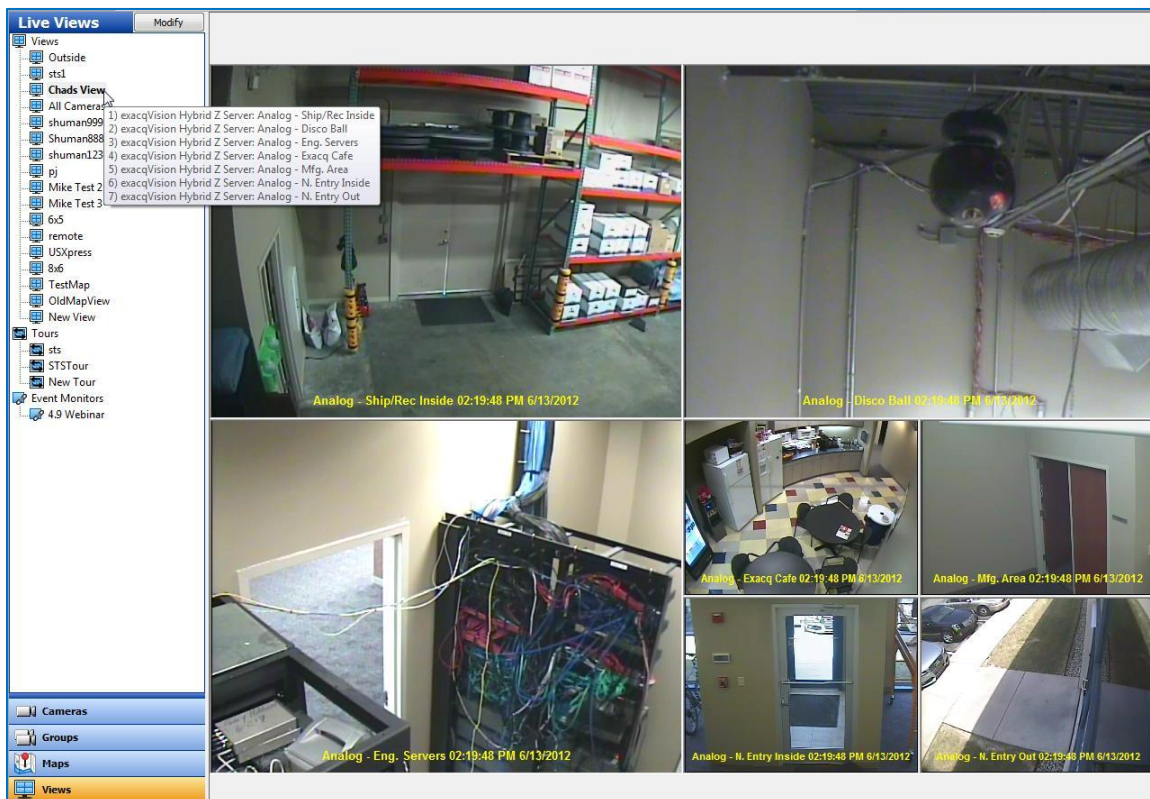 Live Views
Modify
Views
Outside
sts1
Chads View
All Cameras
shuman999
Shuman888
shuman123
pj
Mike Test 2
Mike Test 3
6x5
remote
USXpress
8x6
TestMap
OldMapView
New View
Tours
sts
STSTour
New Tour
Event Monitors
4.9 Webinar
1) exacqVision Hybrid Z Server: Analog - Ship/Rec Inside
2) exacqVision Hybrid Z Server: Analog - Disco Ball
3) exacqVision Hybrid Z Server: Analog - Eng. Servers
4) exacqVision Hybrid Z Server: Analog - Exacq Cafe
5) exacqVision Hybrid Z Server: Analog - Mfg. Area
6) exacqVision Hybrid Z Server: Analog - N. Entry Inside
7) exacqVision Hybrid Z Server: Analog - N. Entry Out
Analog - Ship/Rec Inside 02:19:48 PM 6/13/2012
Analog - Disco Ball 02:19:48 PM 6/13/2012
Analog - Eng. Servers 02:19:48 PM 6/13/2012
Analog - Exacq Cafe 02:19:48 PM 6/13/2012
Analog - Mfg. Area 02:19:48 PM 6/13/2012
Analog - N. Entry Inside 02:19:48 PM 6/13/2012
Analog - N. Entry Out 02:19:48 PM 6/13/2012
Cameras
Groups
Maps
Views